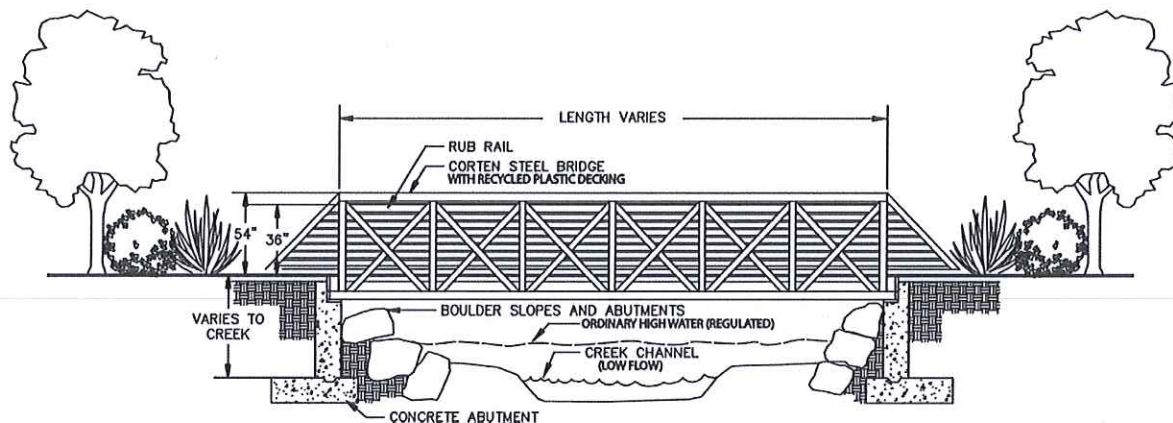 LENGTH VARIES
RUB RAIL
CORTEN STEEL BRIDGE
WITH RECYCLED PLASTIC DECKING
54"
36"
VARIES TO
CREEK
BOULDER SLOPES AND ABUTMENTS
ORDINARY HIGH WATER (REGULATED)
CREEK CHANNEL
(LOW FLOW)
CONCRETE ABUTMENT